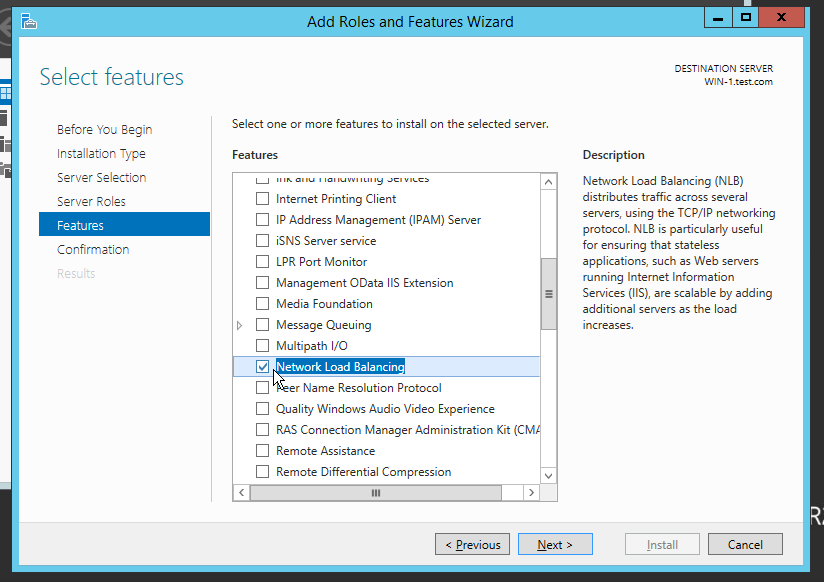 Add Roles and Features Wizard
Select features
DESTINATION SERVER
WIN-1.test.com
Before You Begin
Installation Type
Server Selection
Server Roles
Features
Confirmation
Results
Select one or more features to install on the selected server.
Features
Ink and Handwriting Services
Internet Printing Client
IP Address Management (IPAM) Server
iSNS Server service
LPR Port Monitor
Management OData IIS Extension
Media Foundation
Message Queuing
Multipath I/O
Network Load Balancing
Peer Name Resolution Protocol
Quality Windows Audio Video Experience
RAS Connection Manager Administration Kit (CMA
Remote Assistance
Remote Differential Compression
Description
Network Load Balancing (NLB)
distributes traffic across several
servers, using the TCP/IP networking
protocol. NLB is particularly useful
for ensuring that stateless
applications, such as Web servers
running Internet Information
Services (IIS), are scalable by adding
additional servers as the load
increases.
< Previous
Next >
Install
Cancel